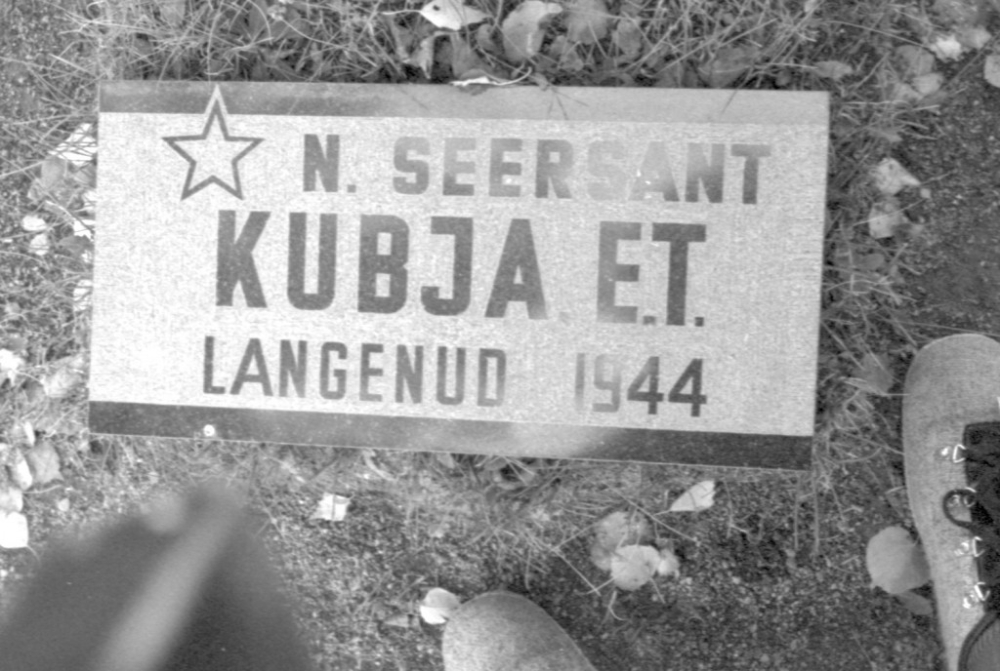 N. SEERSANT
KUBJA E.T.
LANGENUD 1944